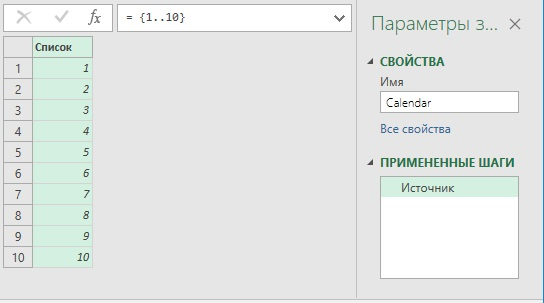 fx = {1..10}
Список
1 1
2 2
3 3
4 4
5 5
6 6
7 7
8 8
9 9
10 10
Параметры з...
СВОЙСТВА
Имя
Calendar
Все свойства
ПРИМЕНЕННЫЕ ШАГИ
Источник